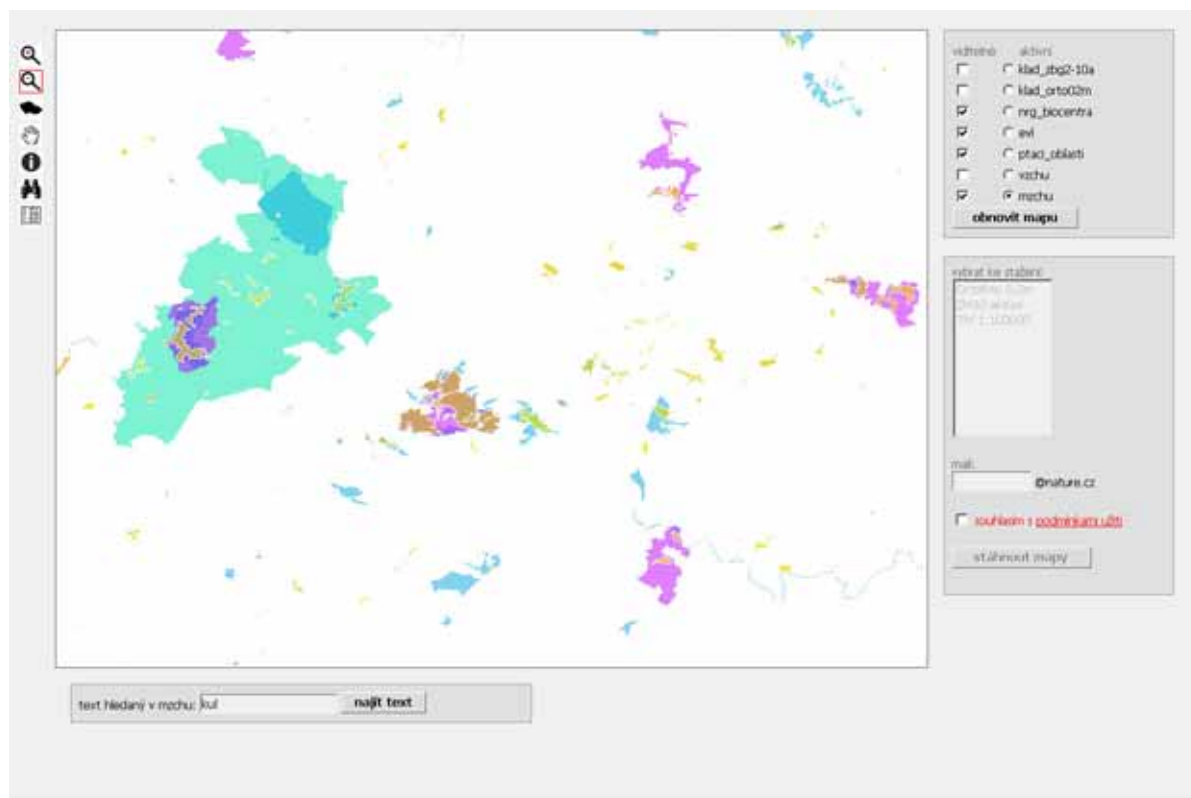 viditelné aktivní
klad_zbg2-10a
klad_orto02m
nrg_biocentra
evl
ptaci_oblasti
vzchu
mzchu
obnovit mapu
vybrat ke stažení:
mail:
@nature.cz
souhlasím s podmínkami užití
stáhnout mapy
text hledaný v mzchu: kul najít text